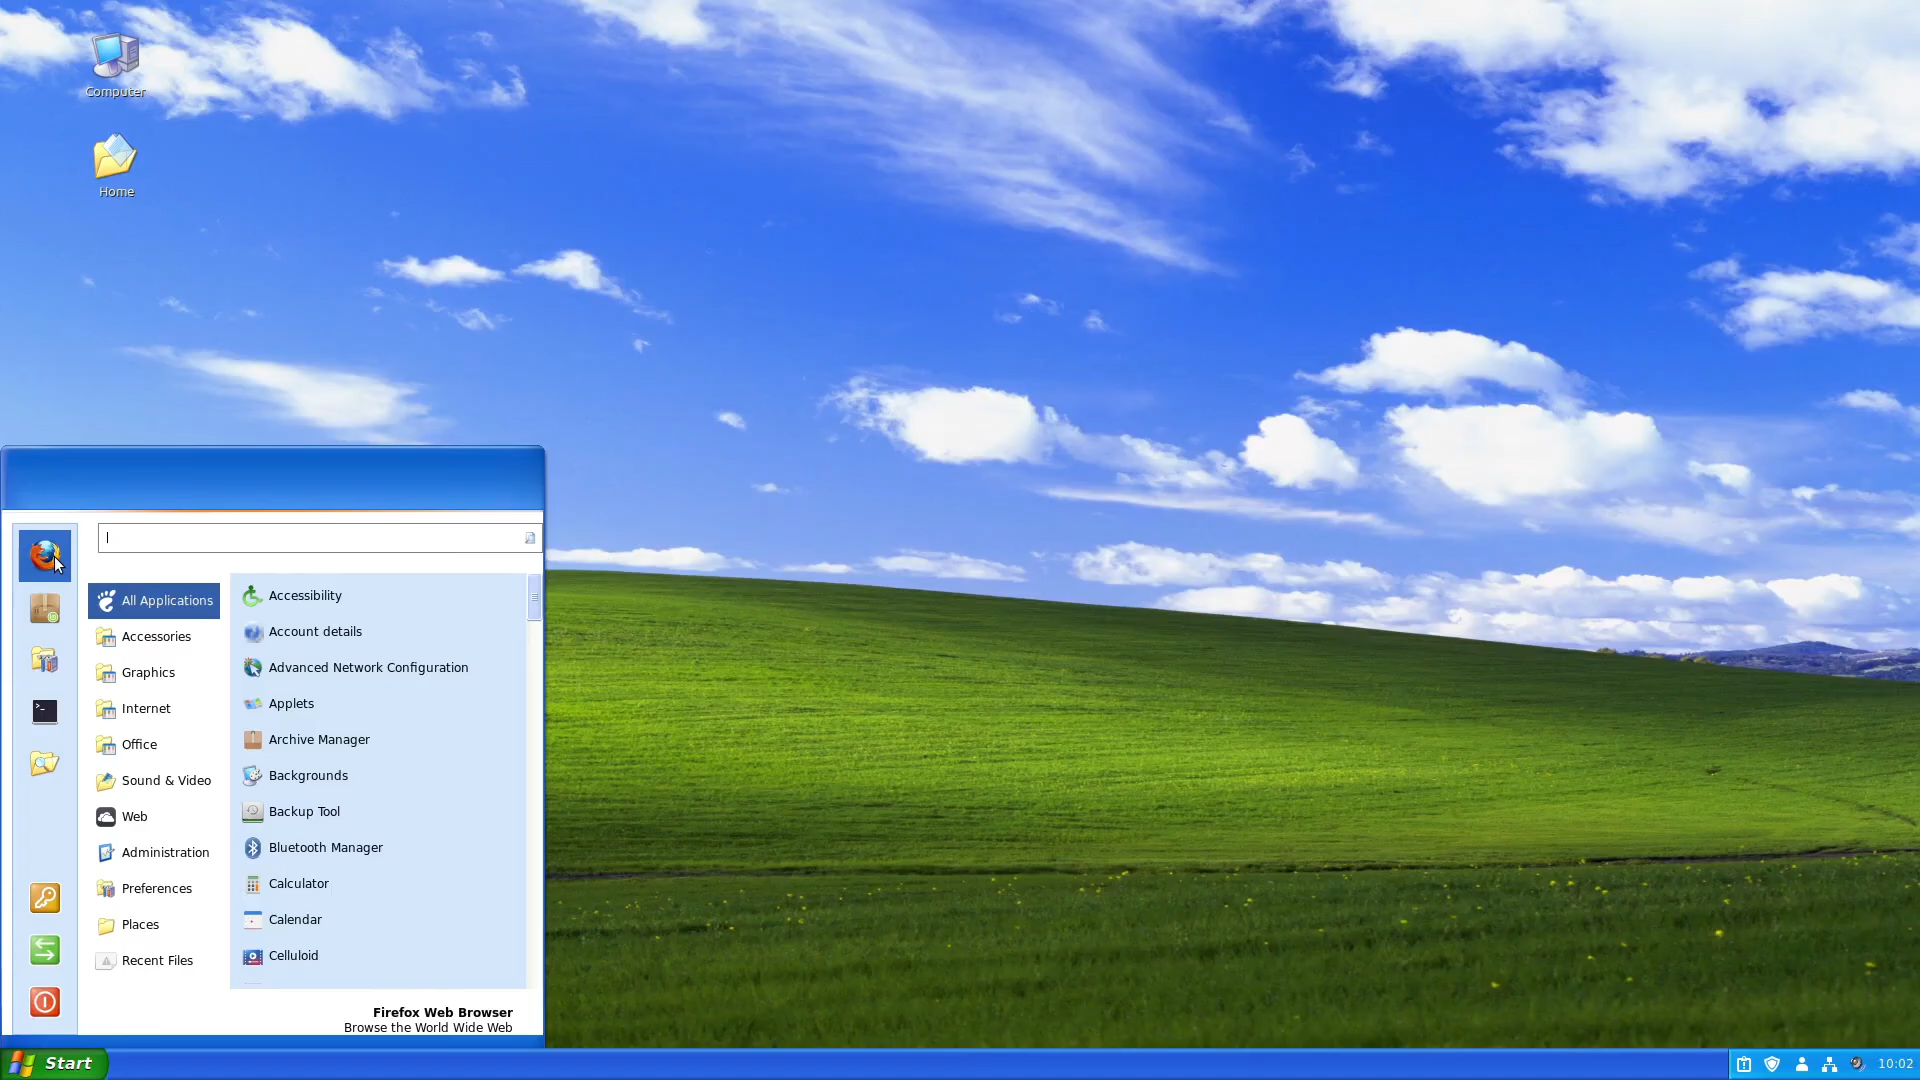 Computer
Home
All Applications
Accessories
Graphics
Internet
Office
Sound & Video
Web
Administration
Preferences
Places
Recent Files
Accessibility
Account details
Advanced Network Configuration
Applets
Archive Manager
Backgrounds
Backup Tool
Bluetooth Manager
Calculator
Calendar
Celluloid
Firefox Web Browser
Browse the World Wide Web
Start
10:02